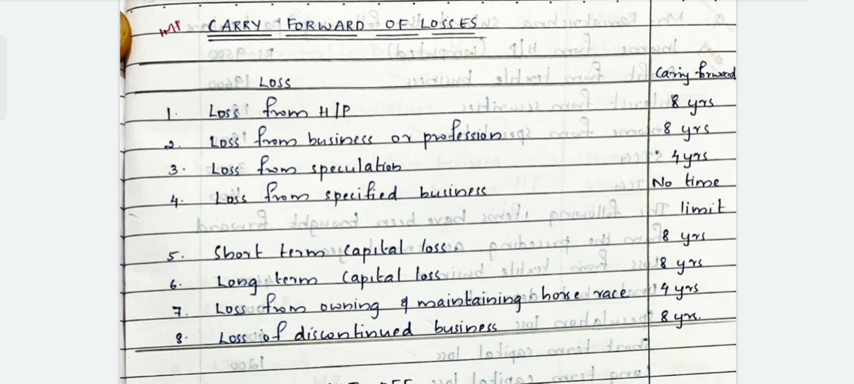 IMP CARRY FORWARD OF LOSSES
Loss Carry forward
1. Loss from H/P 8 yrs
2. Loss from business or profession 8 yrs
3. Loss from speculation 4 yrs
4. Loss from specified business No time
limit
5. Short term capital loss 8 yrs
6. Long term Capital loss 8 yrs
7. Loss from owning & maintaining horse race 4 yrs
8. Loss of discontinued business 8 yrs.